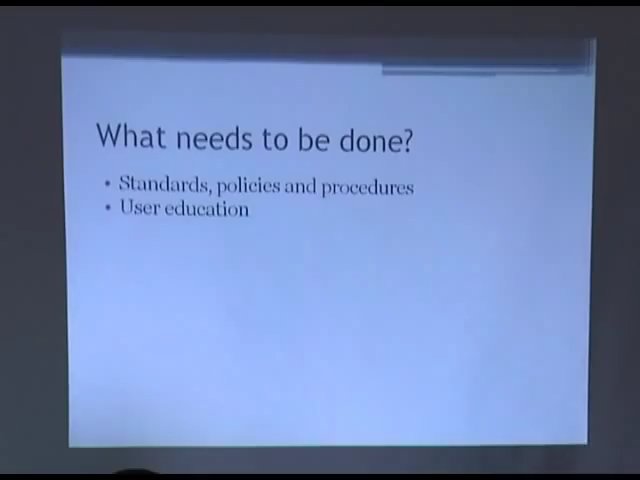 What needs to be done?
• Standards, policies and procedures
• User education